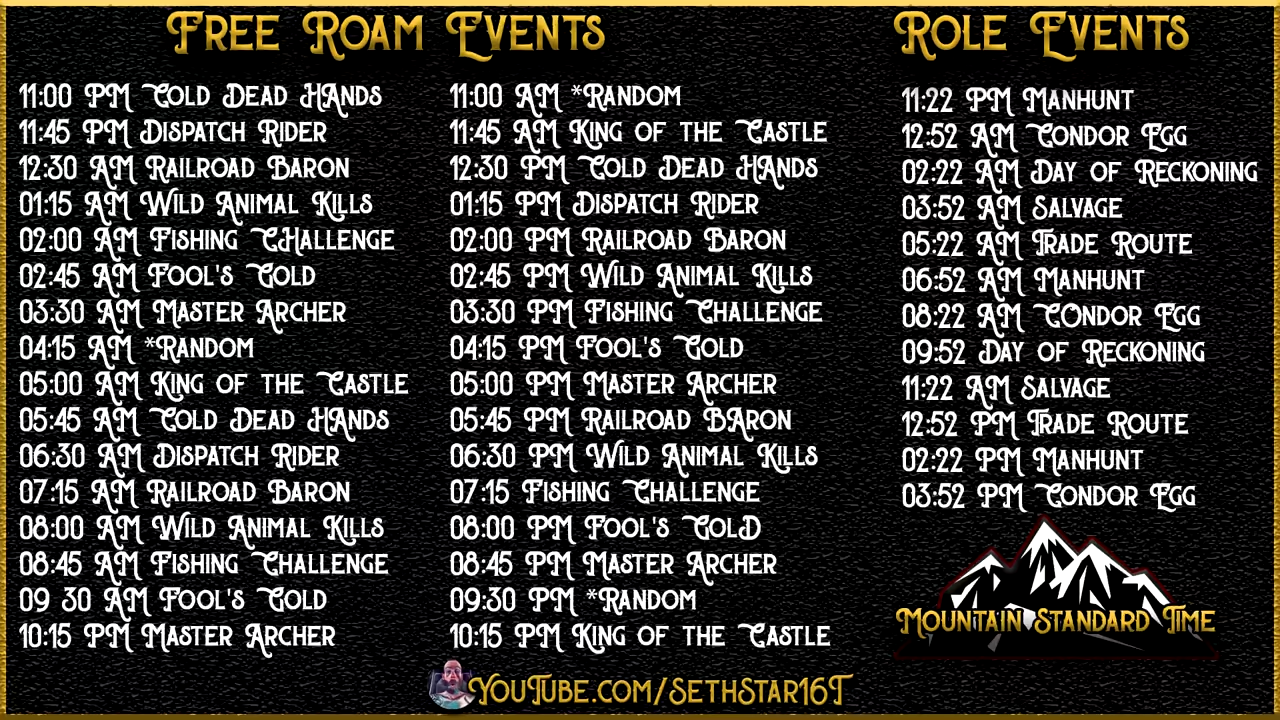 Free Roam Events
11:00 PM Cold Dead Hands
11:45 PM Dispatch Rider
12:30 AM Railroad Baron
01:15 AM Wild Animal Kills
02:00 AM Fishing Challenge
02:45 AM Fool's Gold
03:30 AM Master Archer
04:15 AM *Random
05:00 AM King of the Castle
05:45 AM Cold Dead Hands
06:30 AM Dispatch Rider
07:15 AM Railroad Baron
08:00 AM Wild Animal Kills
08:45 AM Fishing Challenge
09 30 AM Fool's Gold
10:15 PM Master Archer
11:00 AM *Random
11:45 AM King of the Castle
12:30 PM Cold Dead Hands
01:15 PM Dispatch Rider
02:00 PM Railroad Baron
02:45 PM Wild Animal Kills
03:30 PM Fishing Challenge
04:15 PM Fool's Gold
05:00 PM Master Archer
05:45 PM Railroad BAron
06:30 PM Wild Animal Kills
07:15 Fishing Challenge
08:00 PM Fool's GolD
08:45 PM Master Archer
09:30 PM *Random
10:15 PM King of the Castle
Role Events
11:22 PM Manhunt
12:52 AM Condor Egg
02:22 AM Day of Reckoning
03:52 AM Salvage
05:22 AM Trade Route
06:52 AM Manhunt
08:22 AM COndor Egg
09:52 Day of Reckoning
11:22 AM Salvage
12:52 PM Trade Route
02:22 PM Manhunt
03:52 PM Condor Egg
Mountain Standard Time
YouTube.com/SethStar16T